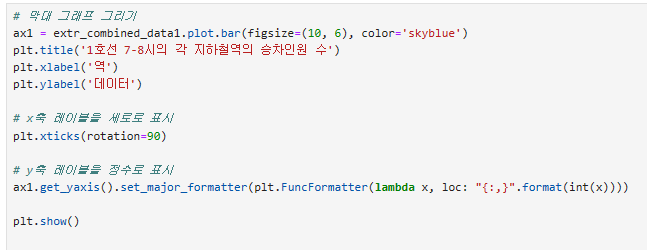 # 막대 그래프 그리기
ax1 = extr_combined_data1.plot.bar(figsize=(10, 6), color='skyblue')
plt.title('1호선 7-8시의 각 지하철역의 승차인원 수')
plt.xlabel('역')
plt.ylabel('데이터')
# x축 레이블을 세로로 표시
plt.xticks(rotation=90)
# y축 레이블을 정수로 표시
ax1.get_yaxis().set_major_formatter(plt.FuncFormatter(lambda x, loc: "{:,}".format(int(x))))
plt.show()